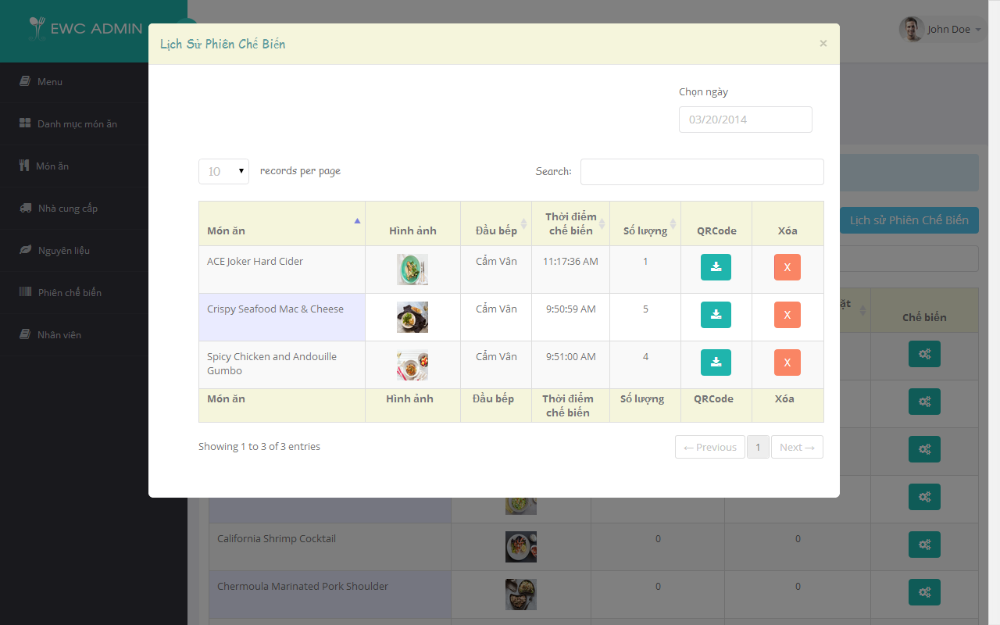 EWC ADMIN
John Doe
Menu
Danh mục món ăn
Món ăn
Nhà cung cấp
Nguyên liệu
Phiên chế biến
Nhân viên
Lịch Sử Phiên Chế Biến
×
Chọn ngày
03/20/2014
10 records per page
Search:
Món ăn Hình ảnh Đầu bếp Thời điểm chế biến Số lượng QRCode Xóa
ACE Joker Hard Cider Cẩm Vân 11:17:36 AM 1 X
Crispy Seafood Mac & Cheese Cẩm Vân 9:50:59 AM 5 X
Spicy Chicken and Andouille Gumbo Cẩm Vân 9:51:00 AM 4 X
Món ăn Hình ảnh Đầu bếp Thời điểm chế biến Số lượng QRCode Xóa
Showing 1 to 3 of 3 entries
← Previous 1 Next →
Lịch sử Phiên Chế Biến
Chế biến
California Shrimp Cocktail 0 0
Chermoula Marinated Pork Shoulder 0 0